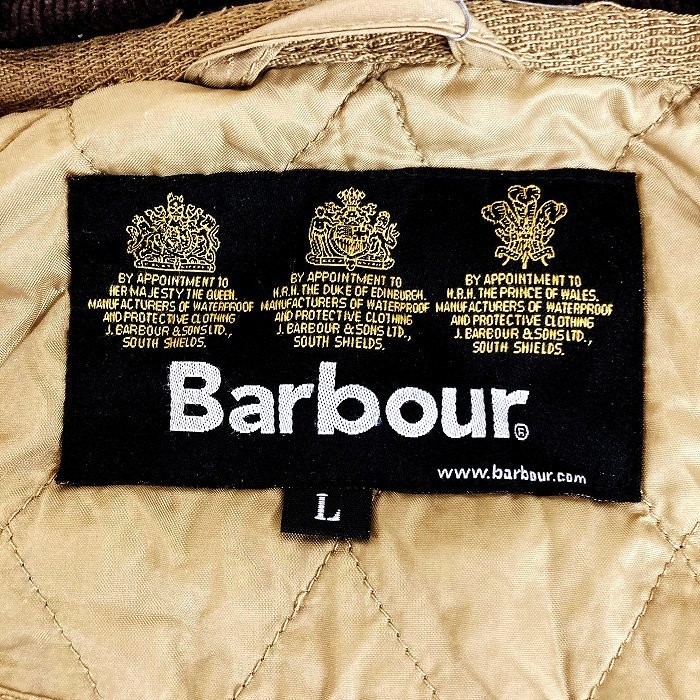 BY APPOINTMENT TO
HER MAJESTY THE QUEEN.
MANUFACTURERS OF WATERPROOF
AND PROTECTIVE CLOTHING
J. BARBOUR & SONS LTD.,
SOUTH SHIELDS.
BY APPOINTMENT TO
H.R.H. THE DUKE OF EDINBURGH.
MANUFACTURERS OF WATERPROOF
AND PROTECTIVE CLOTHING
J. BARBOUR & SONS LTD.,
SOUTH SHIELDS.
BY APPOINTMENT TO
H.R.H. THE PRINCE OF WALES.
MANUFACTURERS OF WATERPROOF
AND PROTECTIVE CLOTHING
J. BARBOUR & SONS LTD.,
SOUTH SHIELDS.
Barbour®
www.barbour.com
L